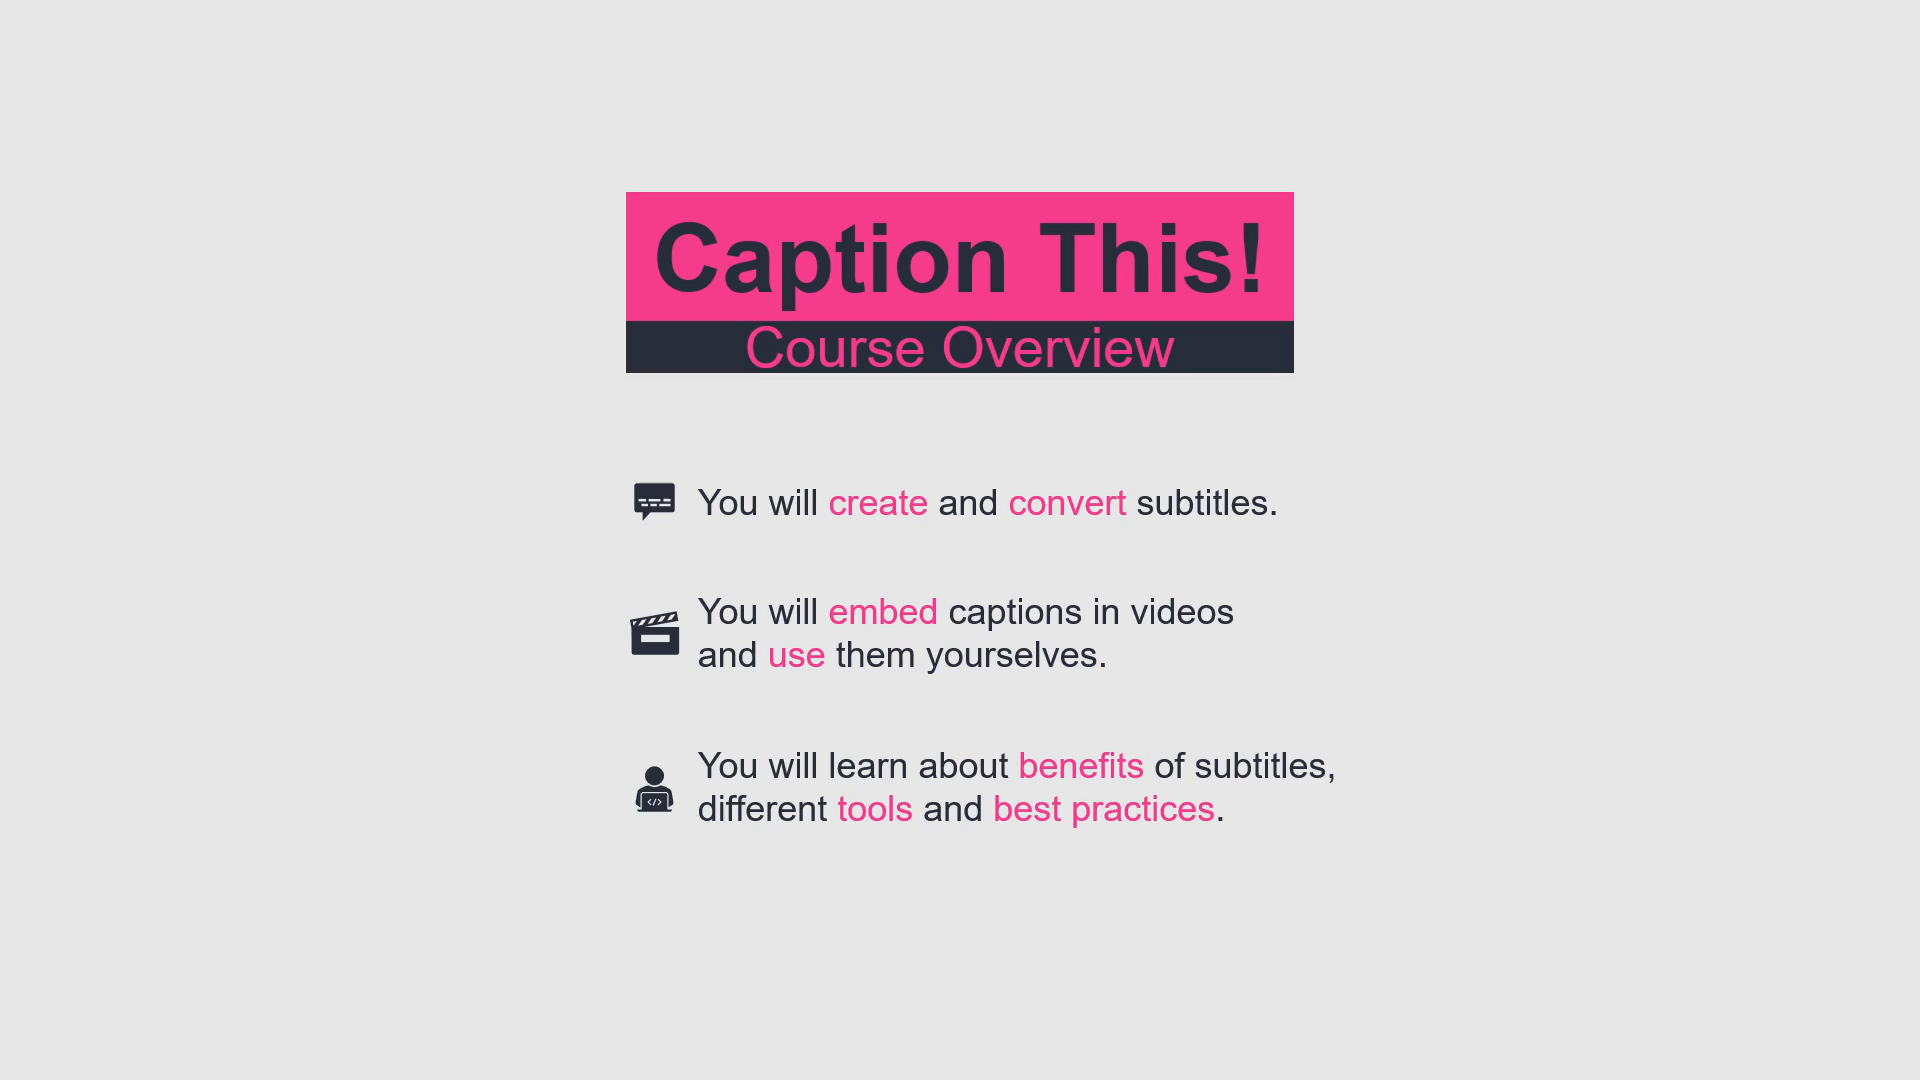 Caption This!
Course Overview
You will create and convert subtitles.
You will embed captions in videos
and use them yourselves.
You will learn about benefits of subtitles,
different tools and best practices.